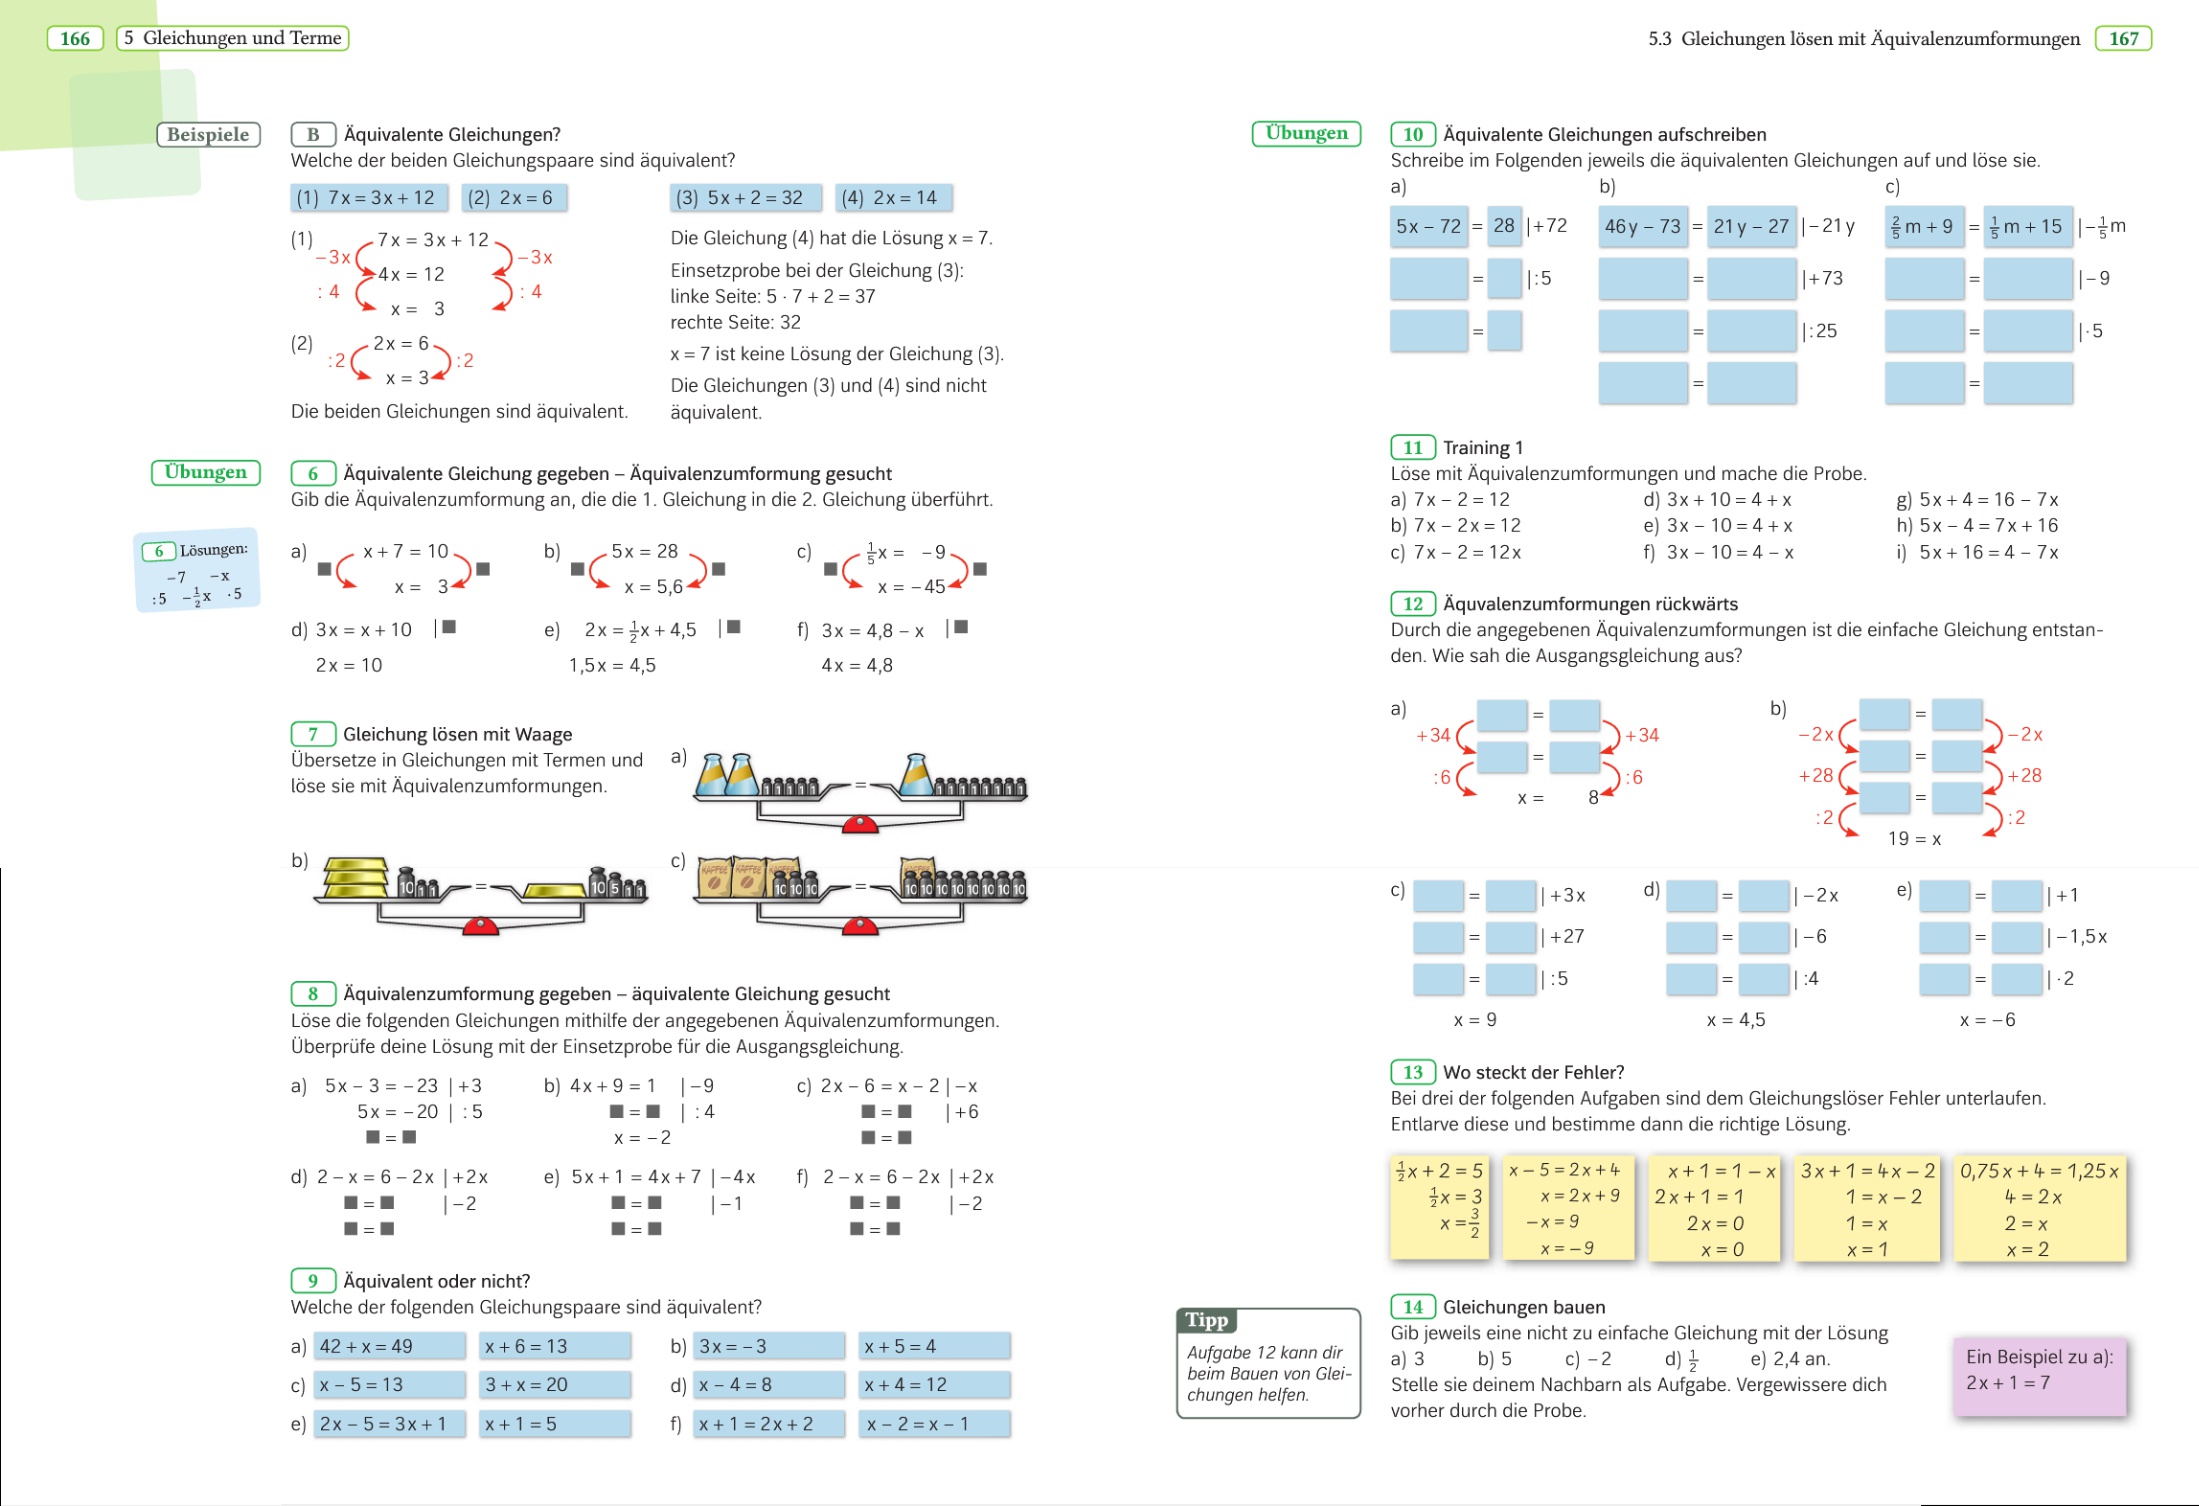 166 5 Gleichungen und Terme
Beispiele
B Äquivalente Gleichungen?
Welche der beiden Gleichungspaare sind äquivalent?
(1) 7x = 3x + 12 (2) 2x = 6 (3) 5x + 2 = 32 (4) 2x = 14
(1) 7x = 3x + 12
−3x −3x
4x = 12
: 4 : 4
x = 3
(2) 2x = 6
:2 :2
x = 3
Die beiden Gleichungen sind äquivalent.
Die Gleichung (4) hat die Lösung x = 7.
Einsetzprobe bei der Gleichung (3):
linke Seite: 5 · 7 + 2 = 37
rechte Seite: 32
x = 7 ist keine Lösung der Gleichung (3).
Die Gleichungen (3) und (4) sind nicht
äquivalent.
Übungen
6 Äquivalente Gleichung gegeben – Äquivalenzumformung gesucht
Gib die Äquivalenzumformung an, die die 1. Gleichung in die 2. Gleichung überführt.
6 Lösungen:
−7 −x
:5 −1/2x ·5
a) x + 7 = 10 b) 5x = 28 c) 1/5x = −9
■ ■ ■ ■ ■ ■
x = 3 x = 5,6 x = −45
d) 3x = x + 10 |■ e) 2x = 1/2x + 4,5 |■ f) 3x = 4,8 − x |■
2x = 10 1,5x = 4,5 4x = 4,8
7 Gleichung lösen mit Waage
Übersetze in Gleichungen mit Termen und
löse sie mit Äquivalenzumformungen.
a) 1 1 1 1 1 = 1 1 1 1 1 1 1 1
b) 10 1 1 = 10 5 1 1
c) KAFFEE KAFFEE KAFFEE 10 10 10 = KAFFEE 10 10 10 10 10 10 10 10
8 Äquivalenzumformung gegeben – äquivalente Gleichung gesucht
Löse die folgenden Gleichungen mithilfe der angegebenen Äquivalenzumformungen.
Überprüfe deine Lösung mit der Einsetzprobe für die Ausgangsgleichung.
a) 5x − 3 = −23 | +3 b) 4x + 9 = 1 | −9 c) 2x − 6 = x − 2 | −x
5x = −20 | : 5 ■ = ■ | : 4 ■ = ■ | +6
■ = ■ x = −2 ■ = ■
d) 2 − x = 6 − 2x | +2x e) 5x + 1 = 4x + 7 | −4x f) 2 − x = 6 − 2x | +2x
■ = ■ | −2 ■ = ■ | −1 ■ = ■ | −2
■ = ■ ■ = ■ ■ = ■
9 Äquivalent oder nicht?
Welche der folgenden Gleichungspaare sind äquivalent?
a) 42 + x = 49 x + 6 = 13 b) 3x = −3 x + 5 = 4
c) x − 5 = 13 3 + x = 20 d) x − 4 = 8 x + 4 = 12
e) 2x − 5 = 3x + 1 x + 1 = 5 f) x + 1 = 2x + 2 x − 2 = x − 1
5.3 Gleichungen lösen mit Äquivalenzumformungen 167
Übungen
10 Äquivalente Gleichungen aufschreiben
Schreibe im Folgenden jeweils die äquivalenten Gleichungen auf und löse sie.
a) b) c)
5x − 72 = 28 |+72 46y − 73 = 21y − 27 |−21y 2/5m + 9 = 1/5m + 15 |−1/5m
= |:5 = |+73 = |−9
= = |:25 = |·5
= =
11 Training 1
Löse mit Äquivalenzumformungen und mache die Probe.
a) 7x − 2 = 12 d) 3x + 10 = 4 + x g) 5x + 4 = 16 − 7x
b) 7x − 2x = 12 e) 3x − 10 = 4 + x h) 5x − 4 = 7x + 16
c) 7x − 2 = 12x f) 3x − 10 = 4 − x i) 5x + 16 = 4 − 7x
12 Äquvalenzumformungen rückwärts
Durch die angegebenen Äquivalenzumformungen ist die einfache Gleichung entstan-
den. Wie sah die Ausgangsgleichung aus?
a) = b) =
+34 +34 −2x −2x
= =
:6 :6 +28 +28
x = 8 =
:2 :2
19 = x
c) = | +3x d) = | −2x e) = | +1
= | +27 = | −6 = | −1,5x
= | :5 = | :4 = | ·2
x = 9 x = 4,5 x = −6
13 Wo steckt der Fehler?
Bei drei der folgenden Aufgaben sind dem Gleichungslöser Fehler unterlaufen.
Entlarve diese und bestimme dann die richtige Lösung.
1/2x + 2 = 5 x − 5 = 2x + 4 x + 1 = 1 − x 3x + 1 = 4x − 2 0,75x + 4 = 1,25x
1/2x = 3 x = 2x + 9 2x + 1 = 1 1 = x − 2 4 = 2x
x = 3/2 −x = 9 2x = 0 1 = x 2 = x
x = −9 x = 0 x = 1 x = 2
14 Gleichungen bauen
Gib jeweils eine nicht zu einfache Gleichung mit der Lösung
a) 3 b) 5 c) −2 d) 1/2 e) 2,4 an.
Stelle sie deinem Nachbarn als Aufgabe. Vergewissere dich
vorher durch die Probe.
Tipp
Aufgabe 12 kann dir
beim Bauen von Glei-
chungen helfen.
Ein Beispiel zu a):
2x + 1 = 7